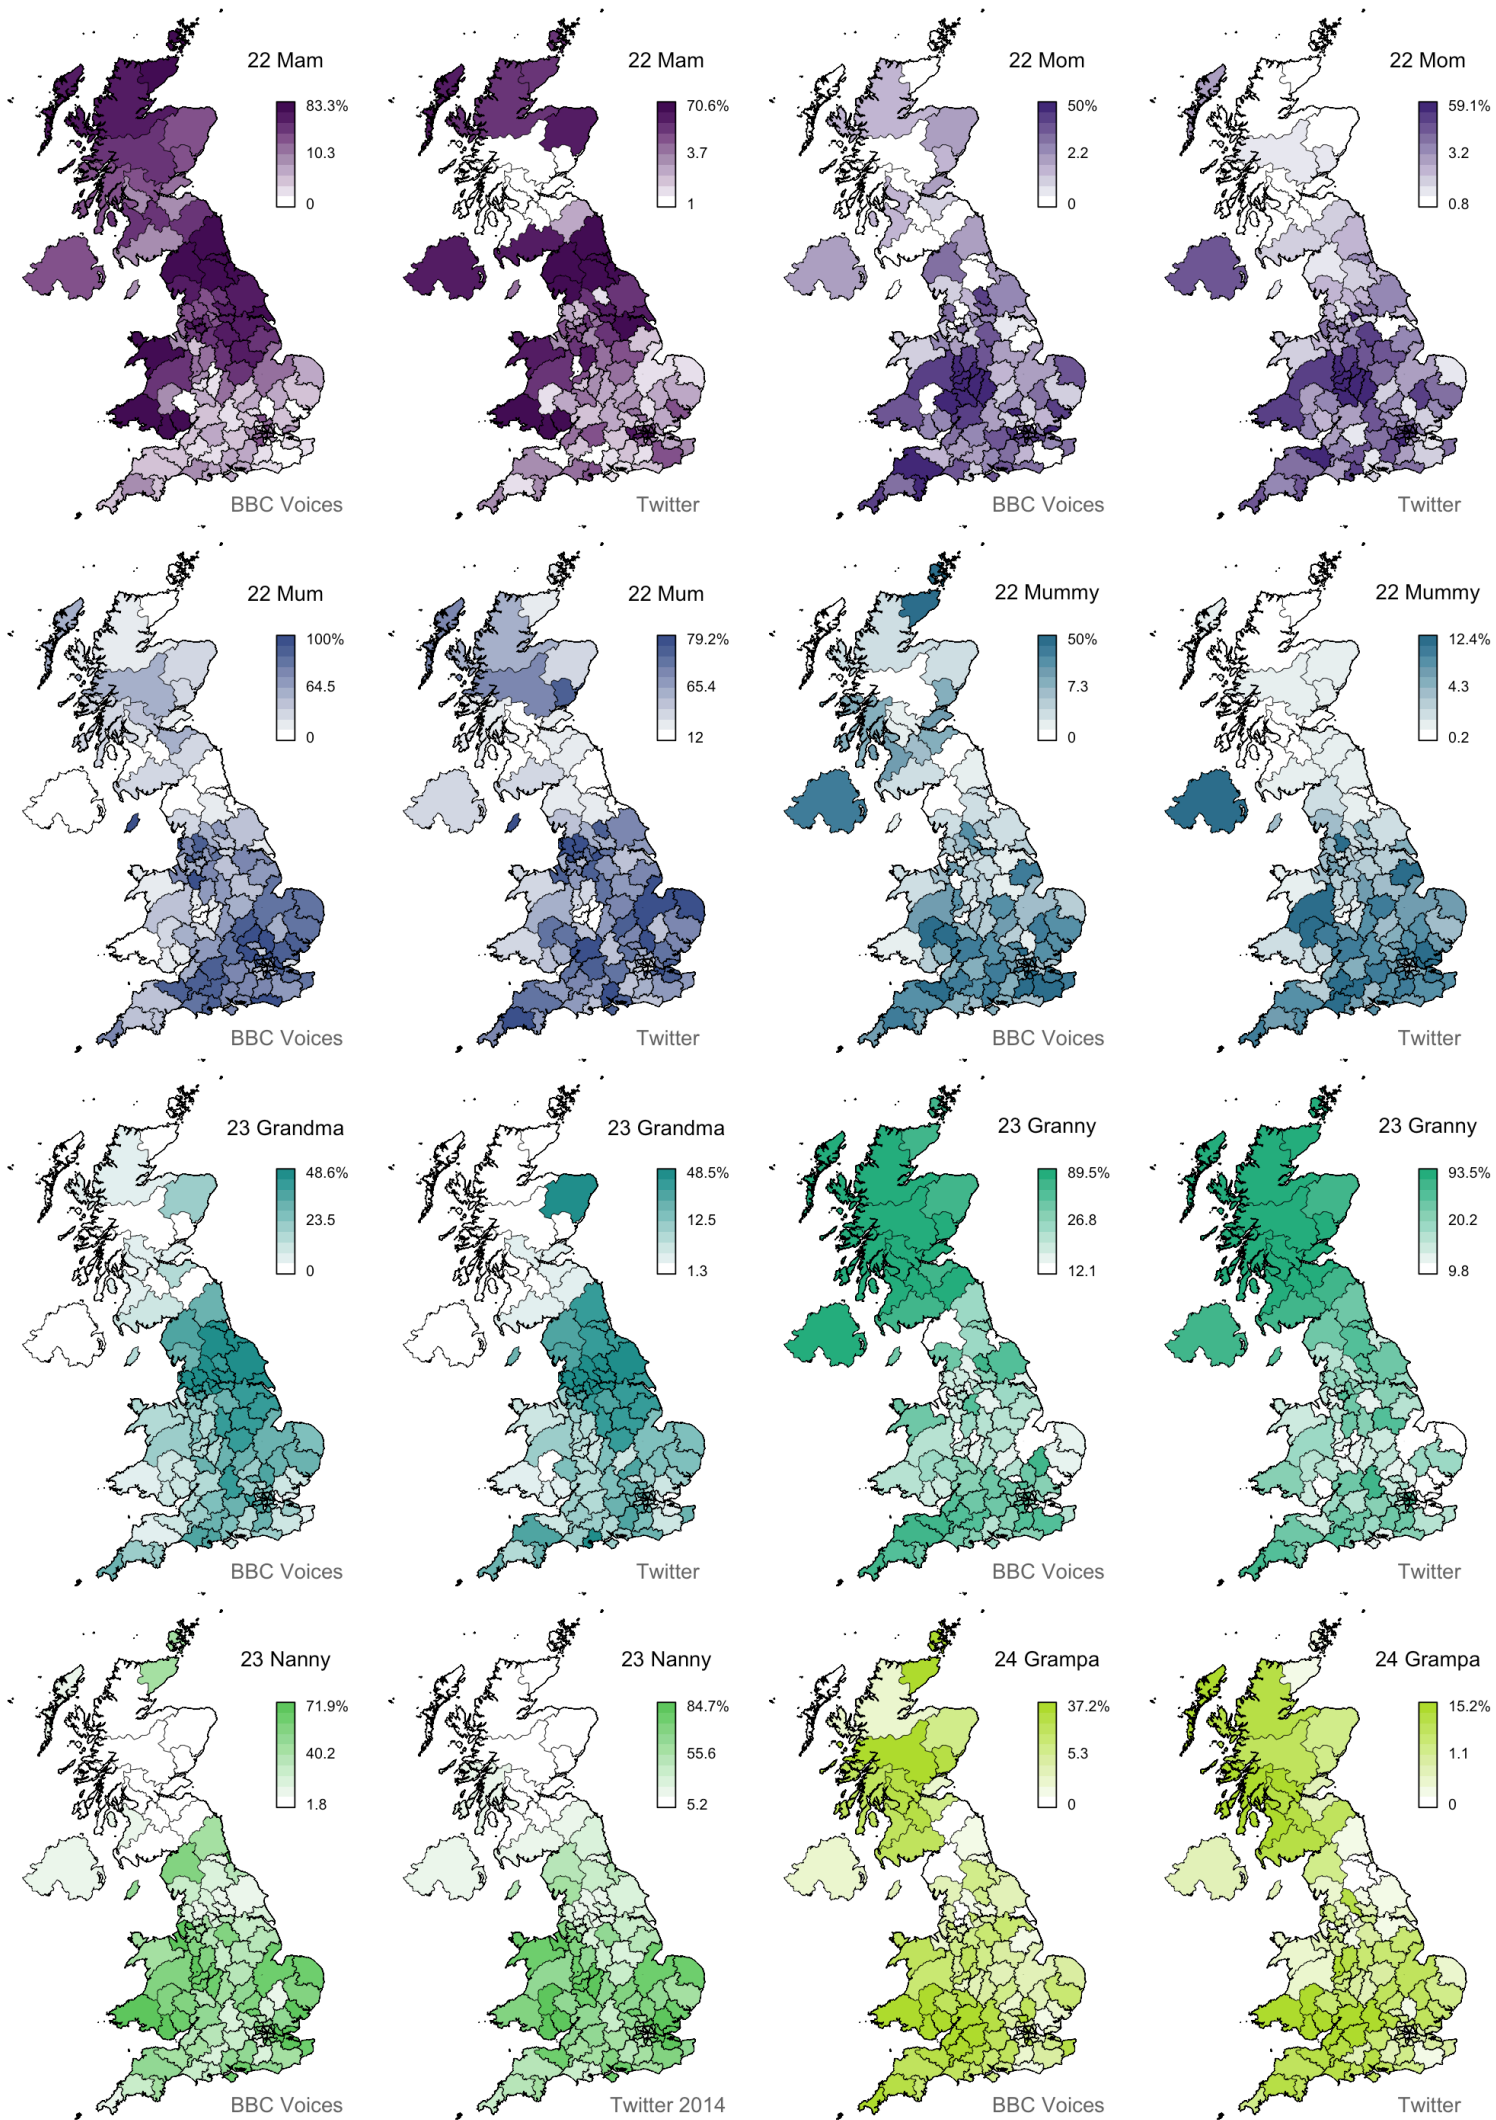 22 Mam
83.3%
10.3
0
BBC Voices
22 Mam
70.6%
3.7
1
Twitter
22 Mom
50%
2.2
0
BBC Voices
22 Mom
59.1%
3.2
0.8
Twitter
22 Mum
100%
64.5
0
BBC Voices
22 Mum
79.2%
65.4
12
Twitter
22 Mummy
50%
7.3
0
BBC Voices
22 Mummy
12.4%
4.3
0.2
Twitter
23 Grandma
48.6%
23.5
0
BBC Voices
23 Grandma
48.5%
12.5
1.3
Twitter
23 Granny
89.5%
26.8
12.1
BBC Voices
23 Granny
93.5%
20.2
9.8
Twitter
23 Nanny
71.9%
40.2
1.8
BBC Voices
23 Nanny
84.7%
55.6
5.2
Twitter 2014
24 Grampa
37.2%
5.3
0
BBC Voices
24 Grampa
15.2%
1.1
0
Twitter